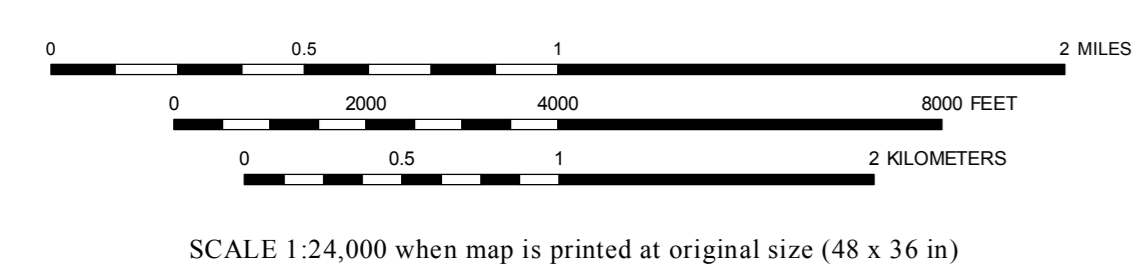 0 0.5 1 2 MILES
0 2000 4000 8000 FEET
0 0.5 1 2 KILOMETERS
SCALE 1:24,000 when map is printed at original size (48 x 36 in)